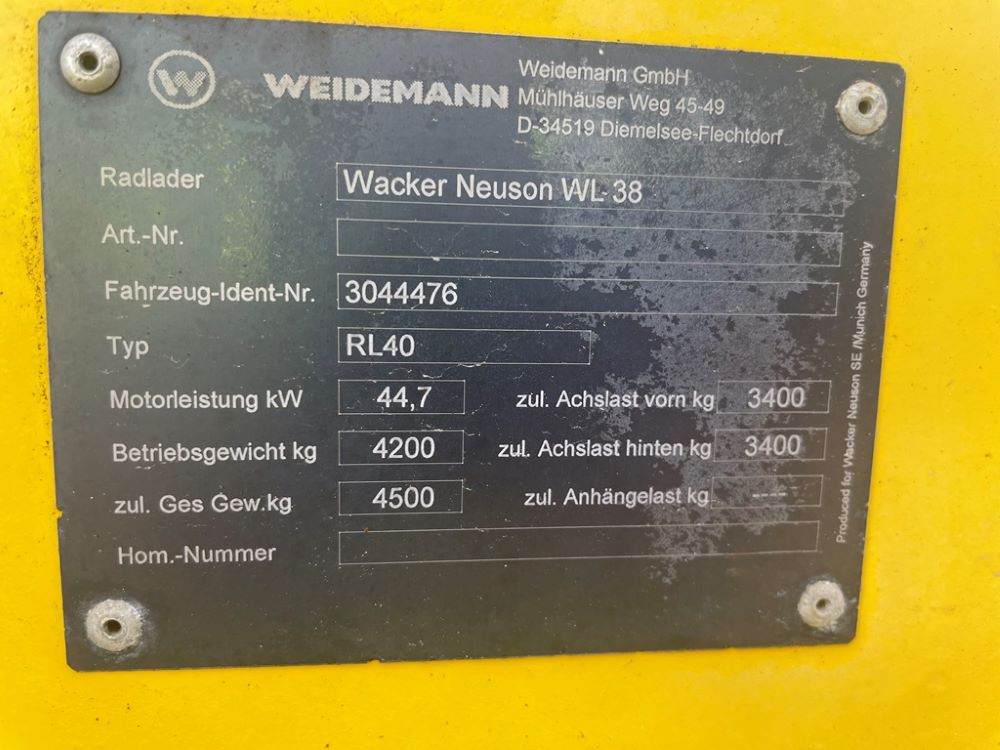 W WEIDEMANN
Weidemann GmbH
Mühlhäuser Weg 45-49
D-34519 Diemelsee-Flechtdorf
Radlader Wacker Neuson WL 38
Art.-Nr.
Fahrzeug-Ident-Nr. 3044476
Typ RL40
Motorleistung kW 44,7 zul. Achslast vorn kg 3400
Betriebsgewicht kg 4200 zul. Achslast hinten kg 3400
zul. Ges Gew.kg 4500 zul. Anhängelast kg ----
Hom.-Nummer
Produced for Wacker Neuson SE /Munich Germany